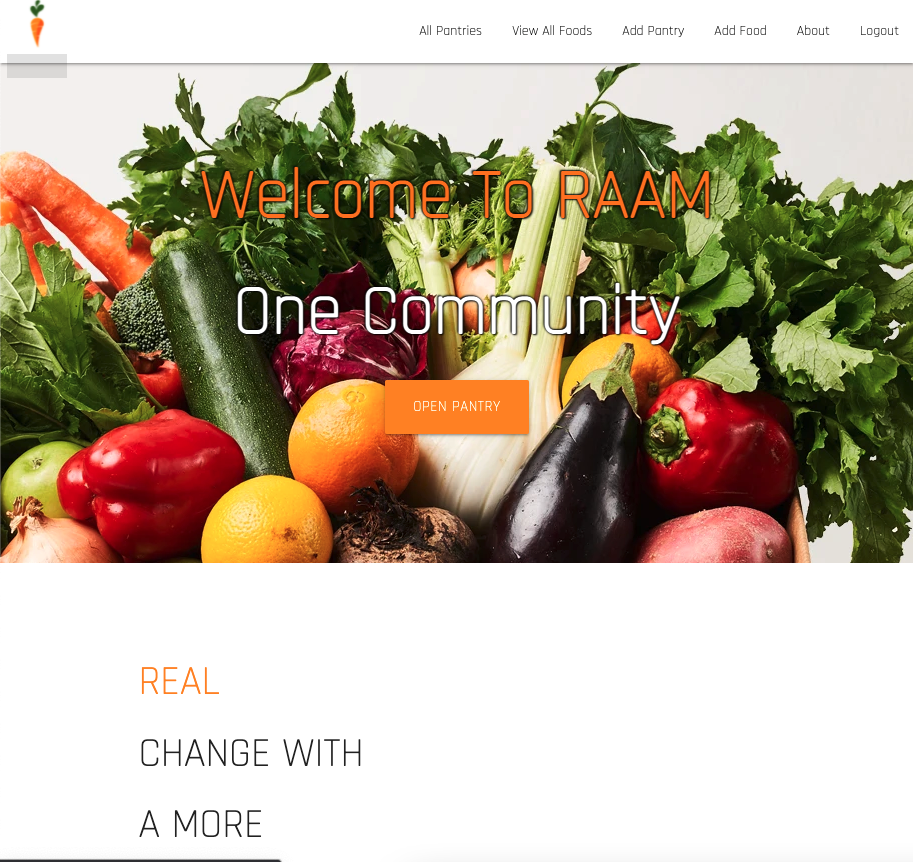 All Pantries View All Foods Add Pantry Add Food About Logout
Welcome To RAAM
One Community
OPEN PANTRY
REAL
CHANGE WITH
A MORE